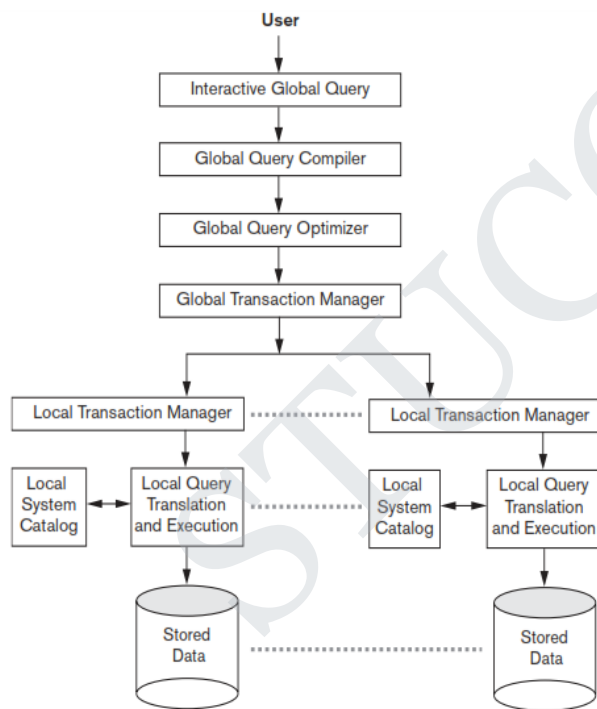 User
Interactive Global Query
Global Query Compiler
Global Query Optimizer
Global Transaction Manager
Local Transaction Manager
Local Transaction Manager
Local
System
Catalog
Local Query
Translation
and Execution
Local
System
Catalog
Local Query
Translation
and Execution
Stored
Data
Stored
Data
STUC